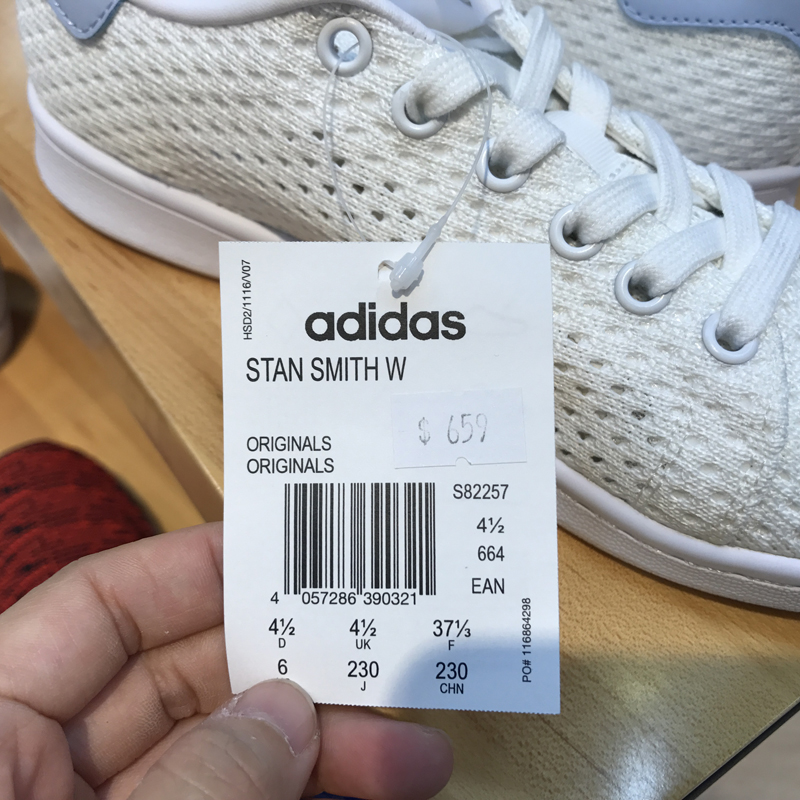 HSD2/1116/V07
adidas
STAN SMITH W
$ 659
ORIGINALS
ORIGINALS
S82257
4½
664
EAN
4 057286 390321
4½ 4½ 37⅓
D UK F
6 230 230
J CHN
PO# 116864298